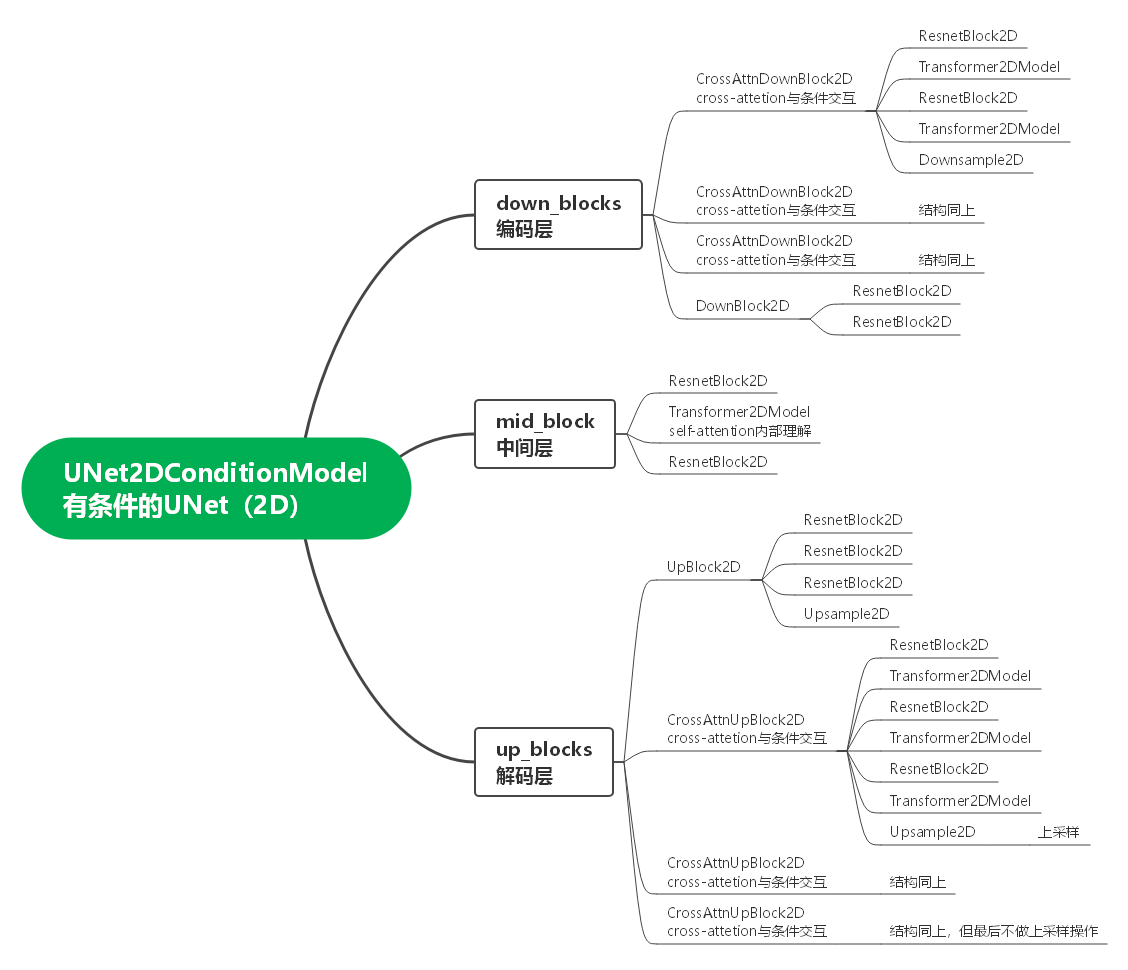 UNet2DConditionModel
有条件的UNet（2D）
down_blocks
编码层
CrossAttnDownBlock2D
cross-attetion与条件交互
ResnetBlock2D
Transformer2DModel
ResnetBlock2D
Transformer2DModel
Downsample2D
CrossAttnDownBlock2D
cross-attetion与条件交互
结构同上
CrossAttnDownBlock2D
cross-attetion与条件交互
结构同上
DownBlock2D
ResnetBlock2D
ResnetBlock2D
mid_block
中间层
ResnetBlock2D
Transformer2DModel
self-attention内部理解
ResnetBlock2D
up_blocks
解码层
UpBlock2D
ResnetBlock2D
ResnetBlock2D
ResnetBlock2D
Upsample2D
CrossAttnUpBlock2D
cross-attetion与条件交互
ResnetBlock2D
Transformer2DModel
ResnetBlock2D
Transformer2DModel
ResnetBlock2D
Transformer2DModel
Upsample2D
上采样
CrossAttnUpBlock2D
cross-attetion与条件交互
结构同上
CrossAttnUpBlock2D
cross-attetion与条件交互
结构同上，但最后不做上采样操作